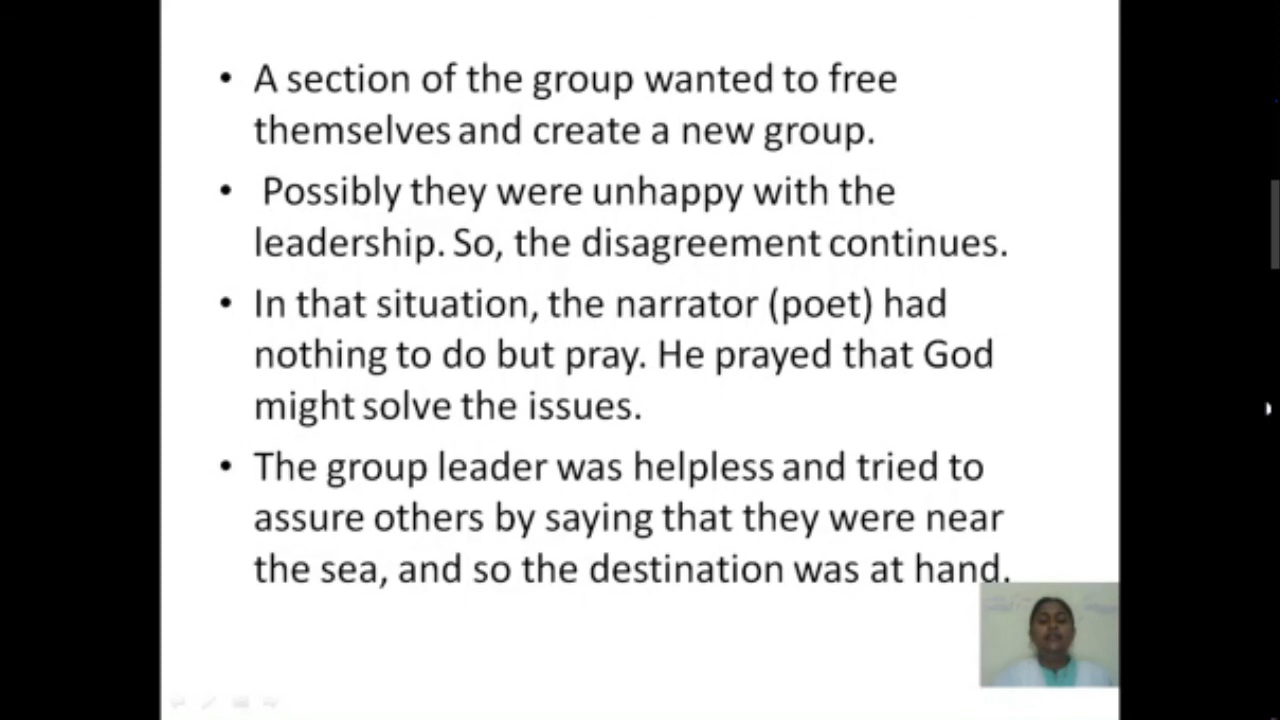 • A section of the group wanted to free
themselves and create a new group.
• Possibly they were unhappy with the
leadership. So, the disagreement continues.
• In that situation, the narrator (poet) had
nothing to do but pray. He prayed that God
might solve the issues.
• The group leader was helpless and tried to
assure others by saying that they were near
the sea, and so the destination was at hand.